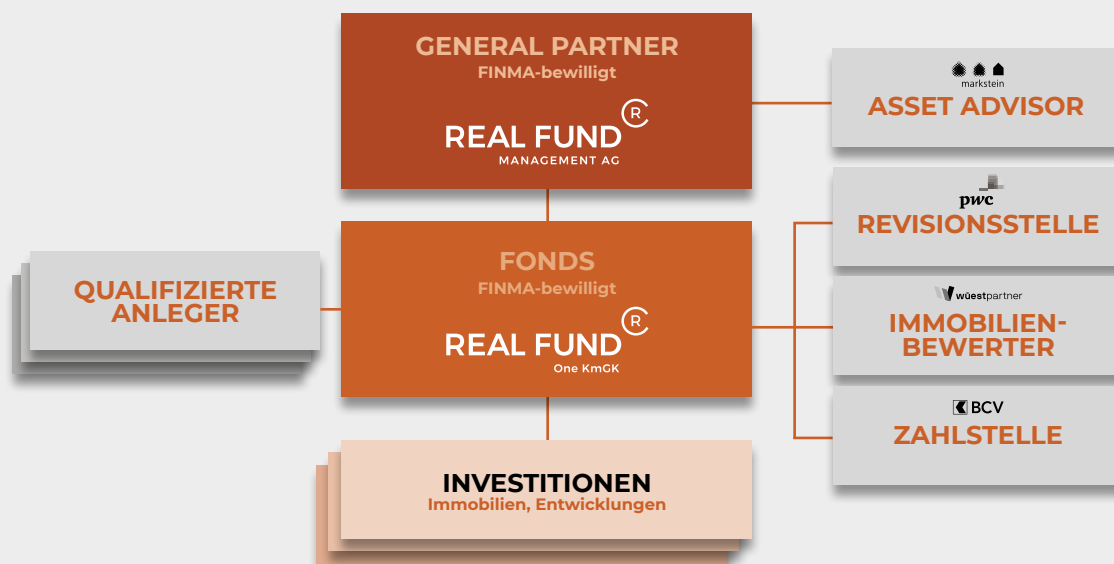 GENERAL PARTNER
FINMA-bewilligt
R
REAL FUND
MANAGEMENT AG
markstein
ASSET ADVISOR
pwc
REVISIONSSTELLE
QUALIFIZIERTE
ANLEGER
FONDS
FINMA-bewilligt
R
REAL FUND
One KmGK
wüestpartner
IMMOBILIEN-
BEWERTER
BCV
ZAHLSTELLE
INVESTITIONEN
Immobilien, Entwicklungen